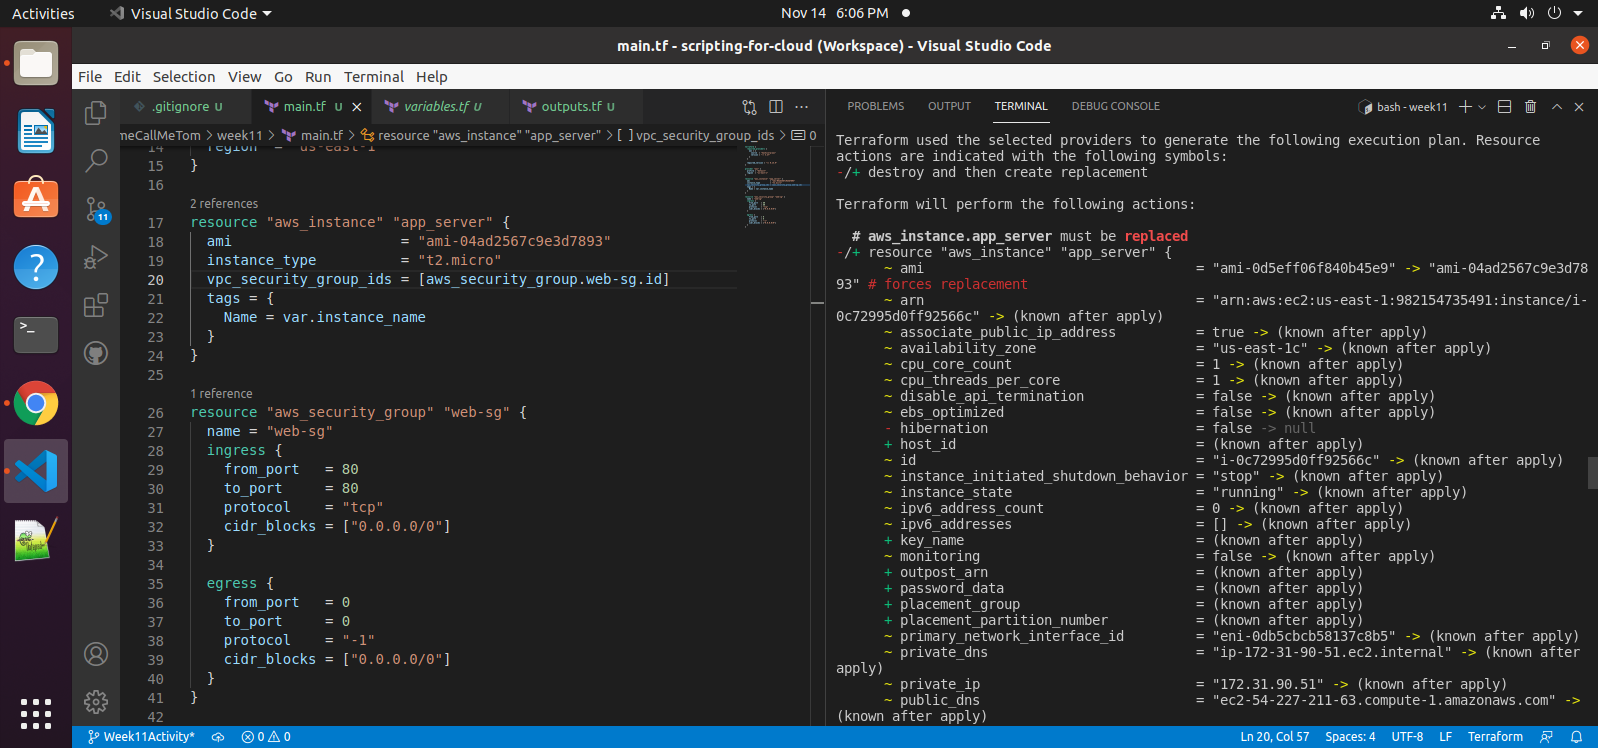 Activities
Visual Studio Code
Nov 14 6:06 PM
main.tf - scripting-for-cloud (Workspace) - Visual Studio Code
File Edit Selection View Go Run Terminal Help
.gitignore U
main.tf U
variables.tf U
outputs.tf U
meCallMeTom > week11 > main.tf > resource "aws_instance" "app_server" > [ ] vpc_security_group_ids > 0
14 region = "us-east-1"
15 }
16
2 references
17 resource "aws_instance" "app_server" {
18 ami = "ami-04ad2567c9e3d7893"
19 instance_type = "t2.micro"
20 vpc_security_group_ids = [aws_security_group.web-sg.id]
21 tags = {
22 Name = var.instance_name
23 }
24 }
25
1 reference
26 resource "aws_security_group" "web-sg" {
27 name = "web-sg"
28 ingress {
29 from_port = 80
30 to_port = 80
31 protocol = "tcp"
32 cidr_blocks = ["0.0.0.0/0"]
33 }
34
35 egress {
36 from_port = 0
37 to_port = 0
38 protocol = "-1"
39 cidr_blocks = ["0.0.0.0/0"]
40 }
41 }
42
PROBLEMS OUTPUT TERMINAL DEBUG CONSOLE
bash - week11
Terraform used the selected providers to generate the following execution plan. Resource
actions are indicated with the following symbols:
-/+ destroy and then create replacement
Terraform will perform the following actions:
# aws_instance.app_server must be replaced
-/+ resource "aws_instance" "app_server" {
~ ami = "ami-0d5eff06f840b45e9" -> "ami-04ad2567c9e3d78
93" # forces replacement
~ arn = "arn:aws:ec2:us-east-1:982154735491:instance/i-
0c72995d0ff92566c" -> (known after apply)
~ associate_public_ip_address = true -> (known after apply)
~ availability_zone = "us-east-1c" -> (known after apply)
~ cpu_core_count = 1 -> (known after apply)
~ cpu_threads_per_core = 1 -> (known after apply)
~ disable_api_termination = false -> (known after apply)
~ ebs_optimized = false -> (known after apply)
- hibernation = false -> null
+ host_id = (known after apply)
~ id = "i-0c72995d0ff92566c" -> (known after apply)
~ instance_initiated_shutdown_behavior = "stop" -> (known after apply)
~ instance_state = "running" -> (known after apply)
~ ipv6_address_count = 0 -> (known after apply)
~ ipv6_addresses = [] -> (known after apply)
+ key_name = (known after apply)
~ monitoring = false -> (known after apply)
+ outpost_arn = (known after apply)
+ password_data = (known after apply)
+ placement_group = (known after apply)
+ placement_partition_number = (known after apply)
~ primary_network_interface_id = "eni-0db5cbcb58137c8b5" -> (known after apply)
~ private_dns = "ip-172-31-90-51.ec2.internal" -> (known after
apply)
~ private_ip = "172.31.90.51" -> (known after apply)
~ public_dns = "ec2-54-227-211-63.compute-1.amazonaws.com" ->
(known after apply)
11
Week11Activity* 0 0
Ln 20, Col 57 Spaces: 4 UTF-8 LF Terraform